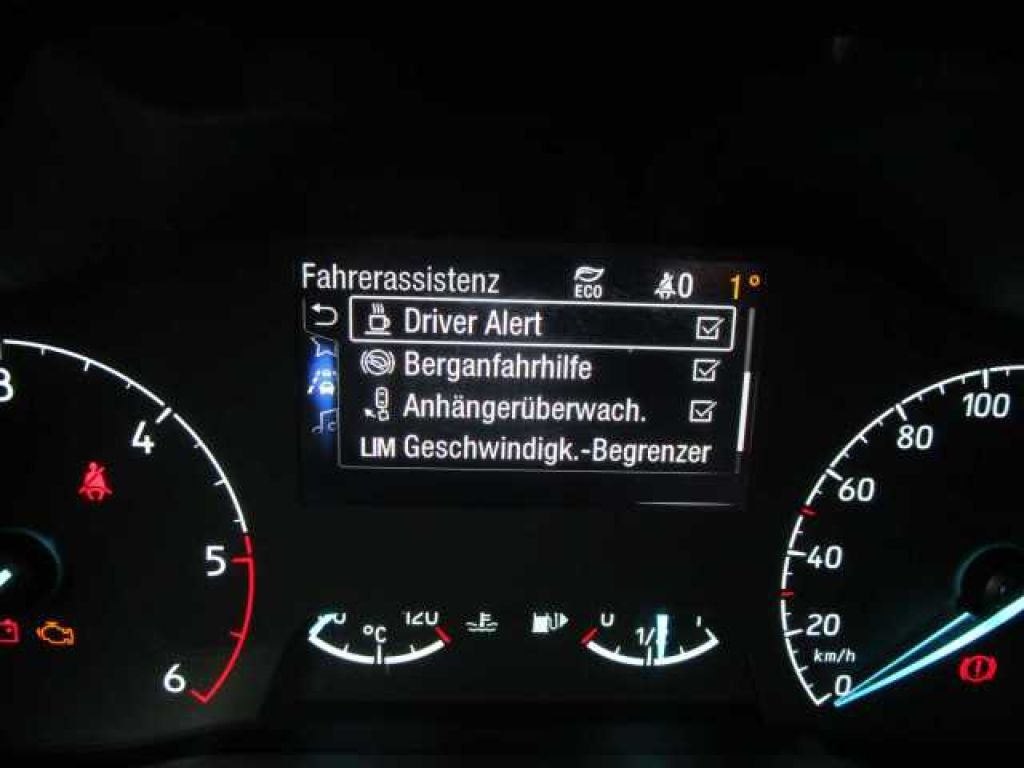 Fahrerassistenz ECO 0 1°
Driver Alert
Berganfahrhilfe
Anhängerüberwach.
LIM Geschwindigk.-Begrenzer
3
4
5
6
120
°C
0
1
100
80
60
40
20
km/h
0